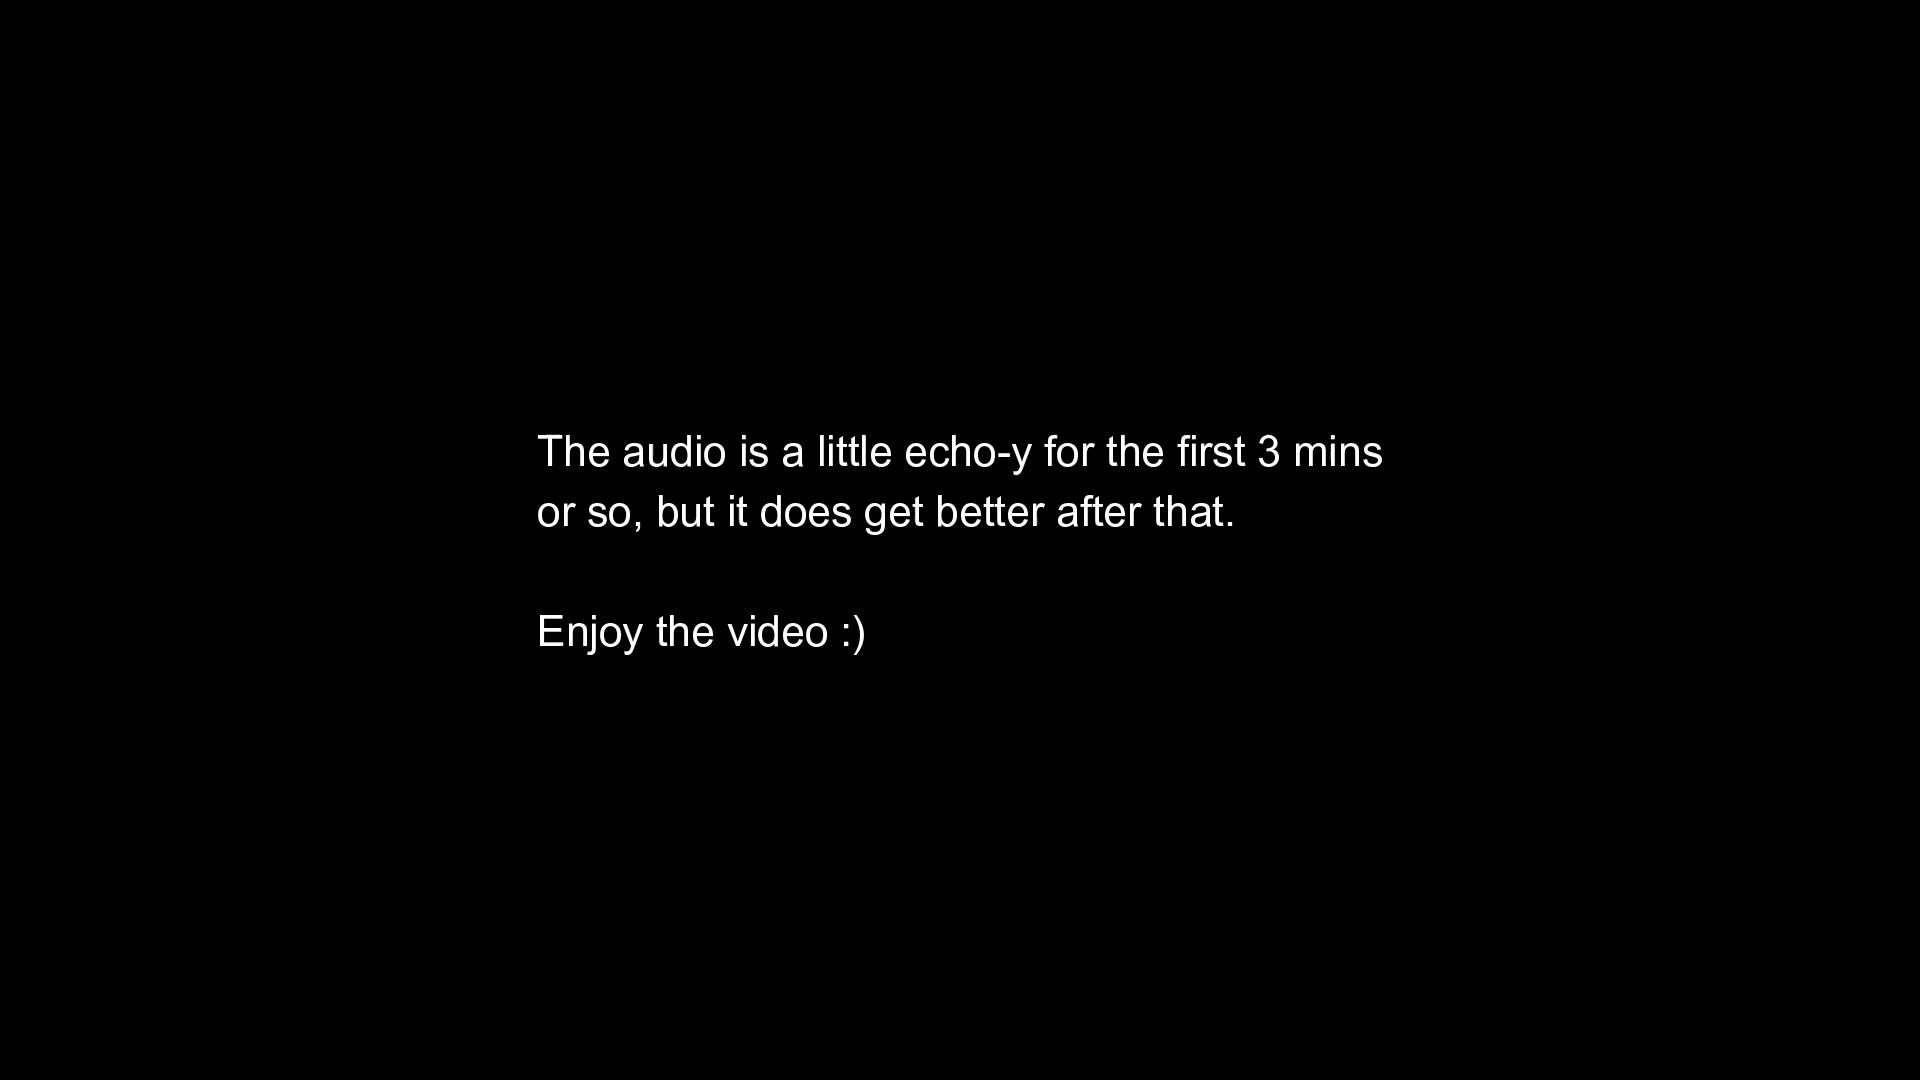 The audio is a little echo-y for the first 3 mins
or so, but it does get better after that.
Enjoy the video :)